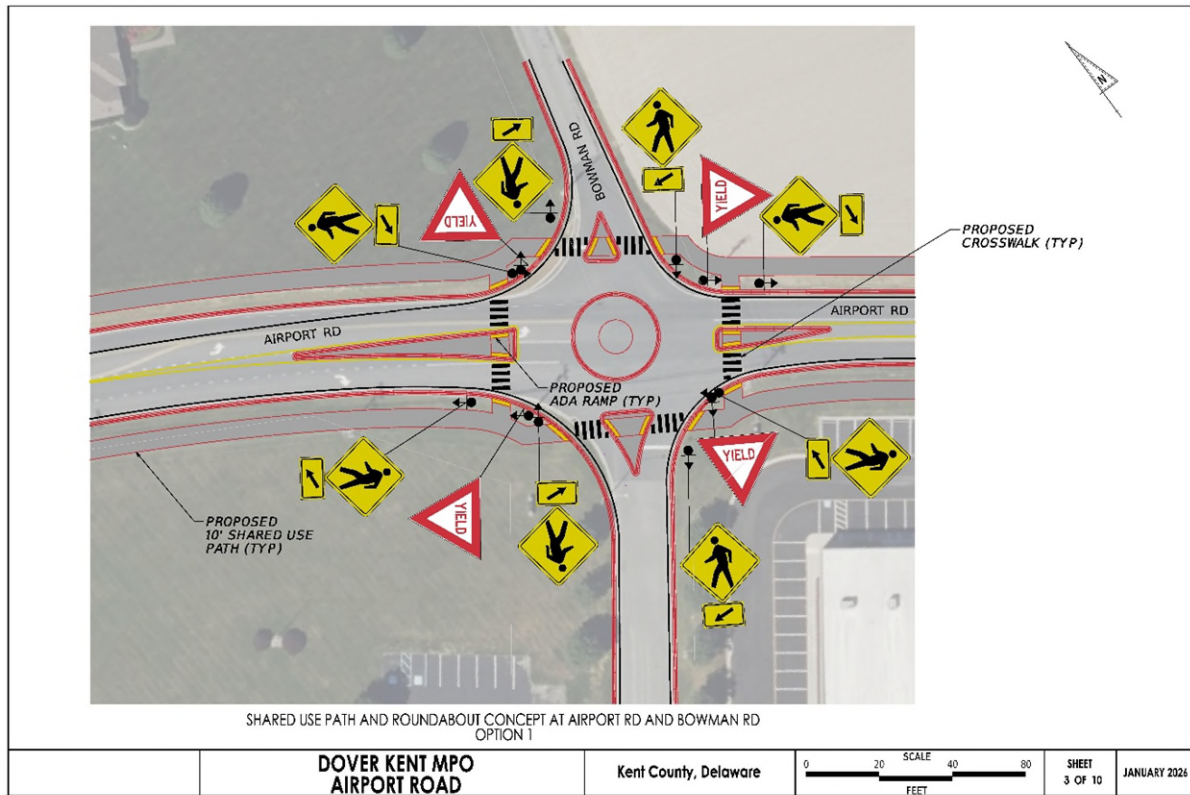 N
BOWMAN RD
YIELD
YIELD
PROPOSED
CROSSWALK (TYP)
AIRPORT RD
AIRPORT RD
PROPOSED
ADA RAMP (TYP)
YIELD
YIELD
PROPOSED
10' SHARED USE
PATH (TYP)
SHARED USE PATH AND ROUNDABOUT CONCEPT AT AIRPORT RD AND BOWMAN RD
OPTION 1
DOVER KENT MPO
AIRPORT ROAD
Kent County, Delaware
SCALE
0 20 40 80
FEET
SHEET
3 OF 10
JANUARY 2026